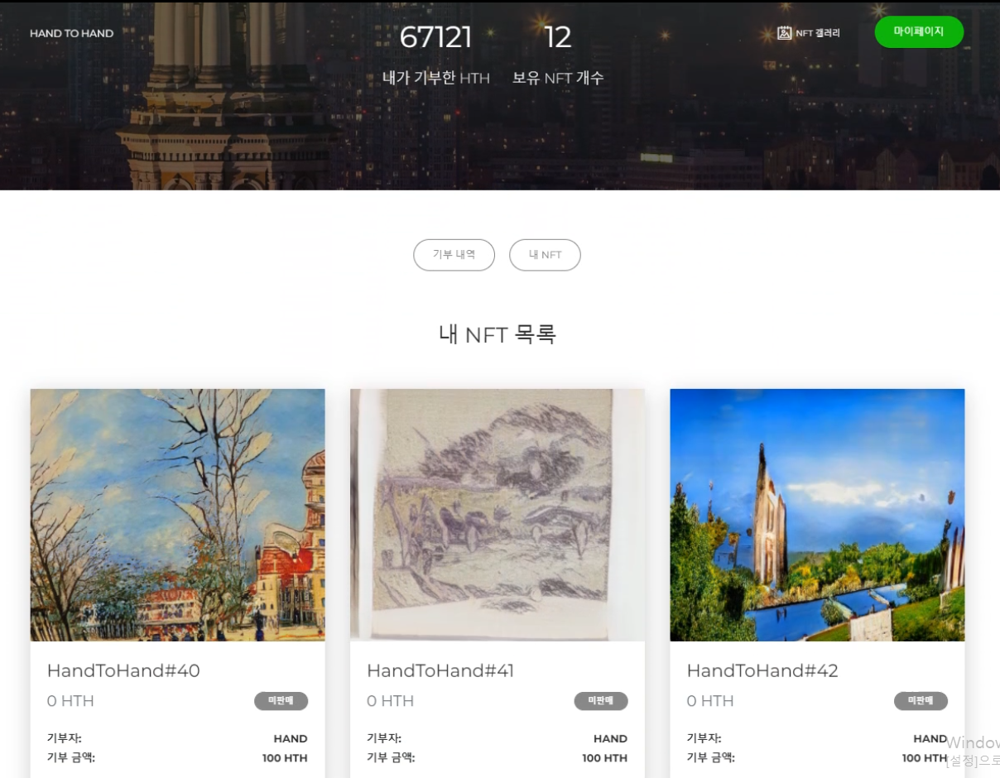 HAND TO HAND
67121
12
NFT 갤러리
마이페이지
내가 기부한 HTH
보유 NFT 개수
기부 내역
내 NFT
내 NFT 목록
HandToHand#40
0 HTH
미판매
기부자:
HAND
기부 금액:
100 HTH
HandToHand#41
0 HTH
미판매
기부자:
HAND
기부 금액:
100 HTH
HandToHand#42
0 HTH
미판매
기부자:
HAND
기부 금액:
100 HTH
Window
[설정]으로